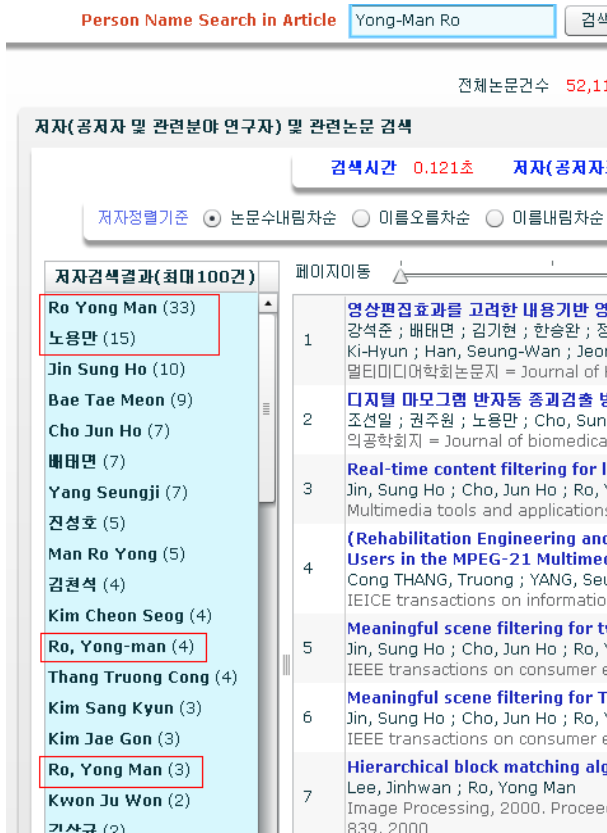 Person Name Search in Article Yong-Man Ro
전체논문건수 52,11
저자(공저자 및 관련분야 연구자) 및 관련논문 검색
검색시간 0.121초 저자(공저자
저자정렬기준 논문수내림차순 이름오름차순 이름내림차순
저자검색결과(최대100건)
Ro Yong Man (33)
노용만 (15)
Jin Sung Ho (10)
Bae Tae Meon (9)
Cho Jun Ho (7)
배태면 (7)
Yang Seungji (7)
진성호 (5)
Man Ro Yong (5)
김천석 (4)
Kim Cheon Seog (4)
Ro, Yong-man (4)
Thang Truong Cong (4)
Kim Sang Kyun (3)
Kim Jae Gon (3)
Ro, Yong Man (3)
Kwon Ju Won (2)
김상균 (2)
페이지이동
1
영상편집효과를 고려한 내용기반 영
강석준 ; 배태면 ; 김기현 ; 한승완 ; 정
Ki-Hyun ; Han, Seung-Wan ; Jeon
멀티미디어학회논문지 = Journal of
2
디지털 마모그램 반자동 종괴검출 방
조선일 ; 권주원 ; 노용만 ; Cho, Sun
의공학회지 = Journal of biomedica
3
Real-time content filtering for l
Jin, Sung Ho ; Cho, Jun Ho ; Ro, Y
Multimedia tools and applications
4
(Rehabilitation Engineering and
Users in the MPEG-21 Multimed
Cong THANG, Truong ; YANG, Seu
IEICE transactions on informatio
5
Meaningful scene filtering for t
Jin, Sung Ho ; Cho, Jun Ho ; Ro, Y
IEEE transactions on consumer e
6
Meaningful scene filtering for T
Jin, Sung Ho ; Cho, Jun Ho ; Ro, Y
IEEE transactions on consumer e
7
Hierarchical block matching alg
Lee, Jinhwan ; Ro, Yong Man
Image Processing, 2000. Procee
839, 2000